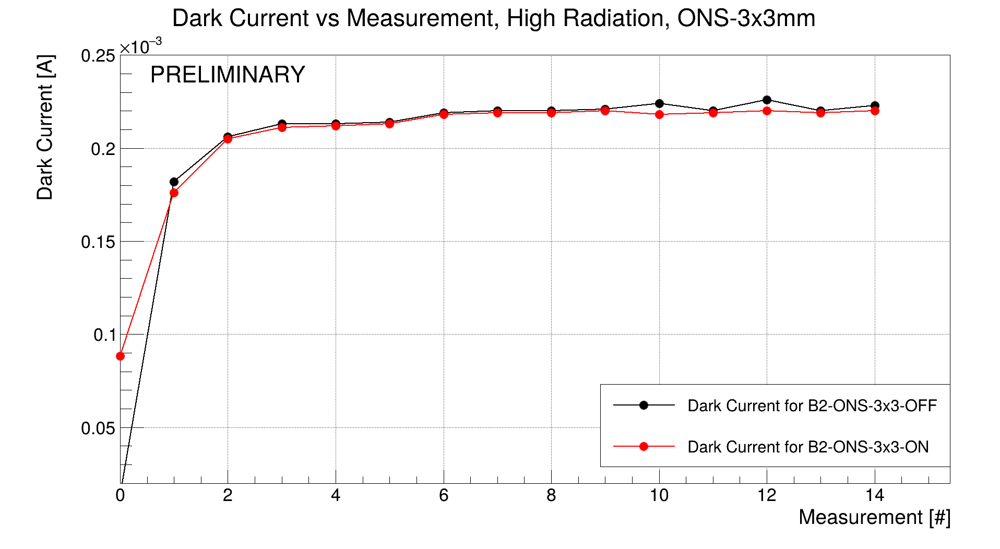 Dark Current vs Measurement, High Radiation, ONS-3x3mm
×10⁻³
Dark Current [A]
PRELIMINARY
0.25
0.2
0.15
0.1
0.05
Dark Current for B2-ONS-3x3-OFF
Dark Current for B2-ONS-3x3-ON
0 2 4 6 8 10 12 14
Measurement [#]